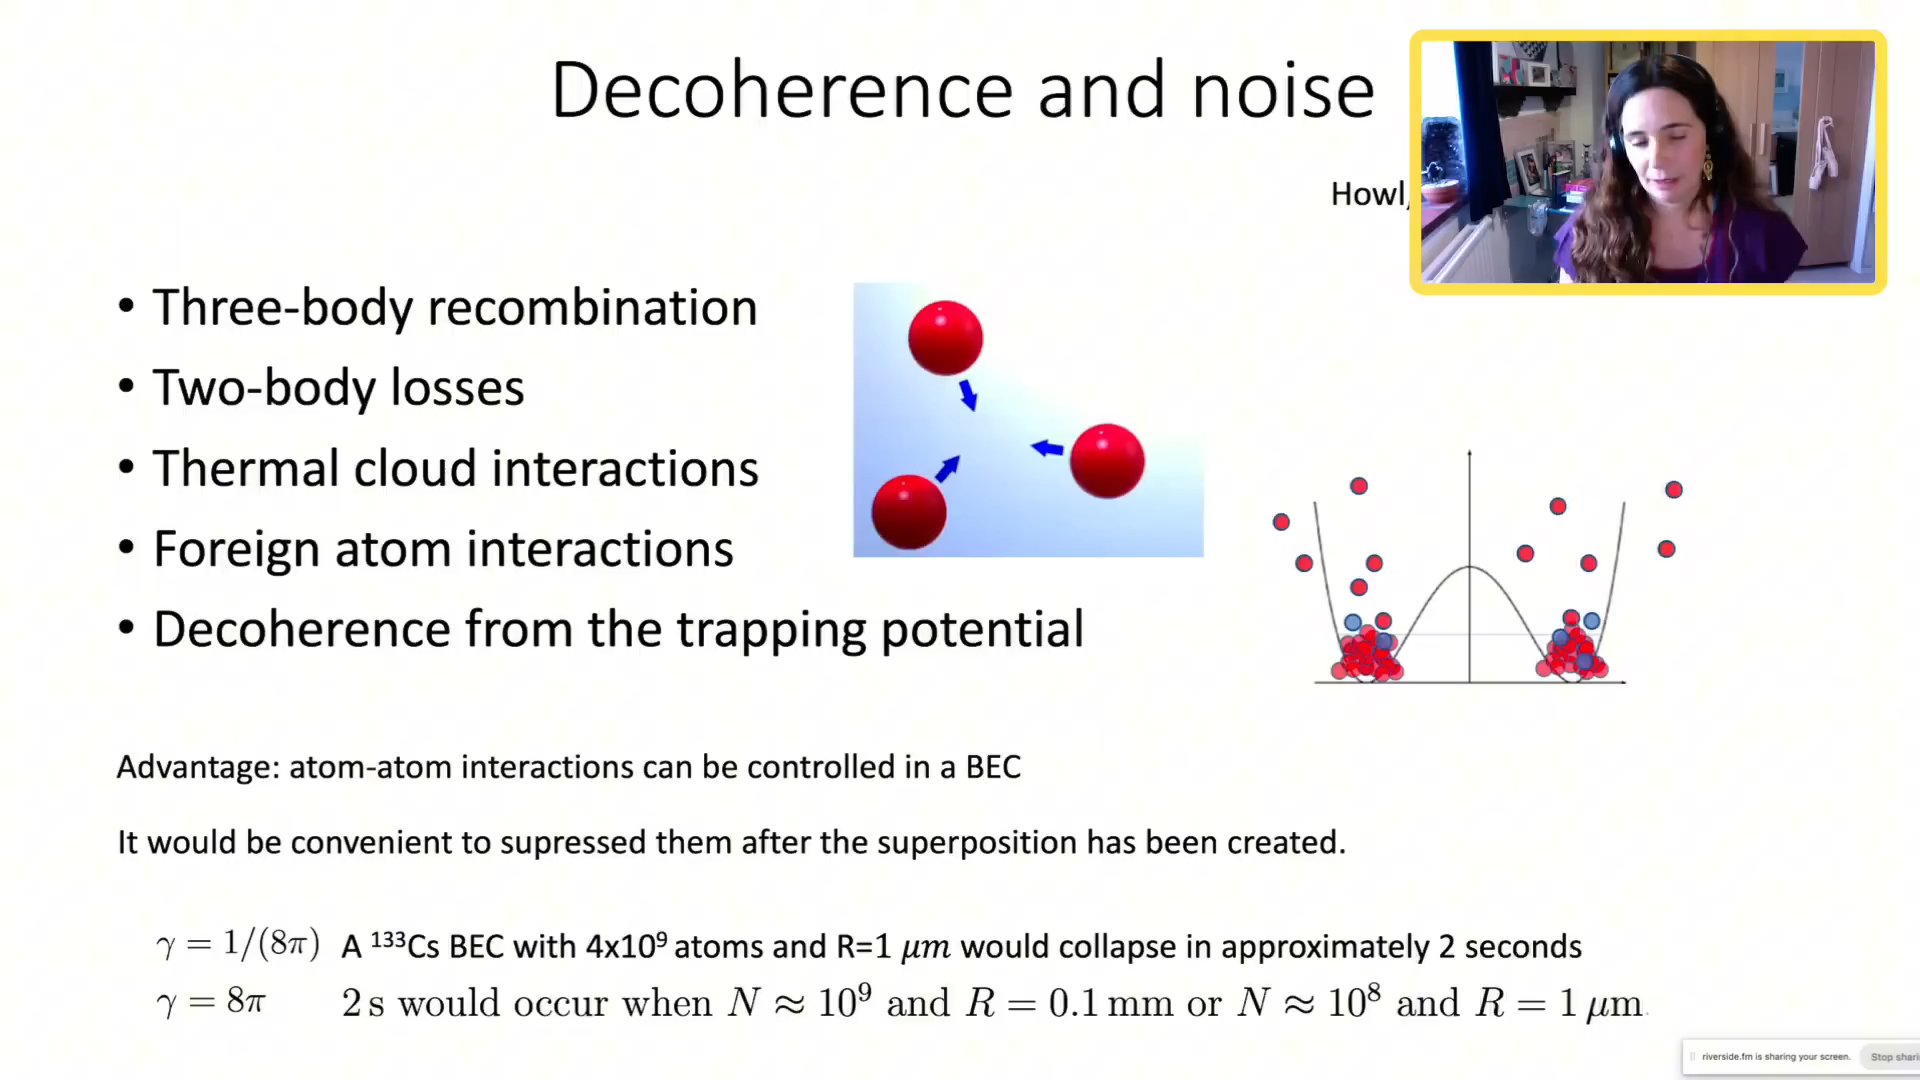 Decoherence and noise
Howl,
• Three-body recombination
• Two-body losses
• Thermal cloud interactions
• Foreign atom interactions
• Decoherence from the trapping potential
Advantage: atom-atom interactions can be controlled in a BEC
It would be convenient to supressed them after the superposition has been created.
γ = 1/(8π) A ¹³³Cs BEC with 4x10⁹ atoms and R=1 μm would collapse in approximately 2 seconds
γ = 8π 2 s would occur when N ≈ 10⁹ and R = 0.1 mm or N ≈ 10⁸ and R = 1 μm
riverside.fm is sharing your screen. Stop shari